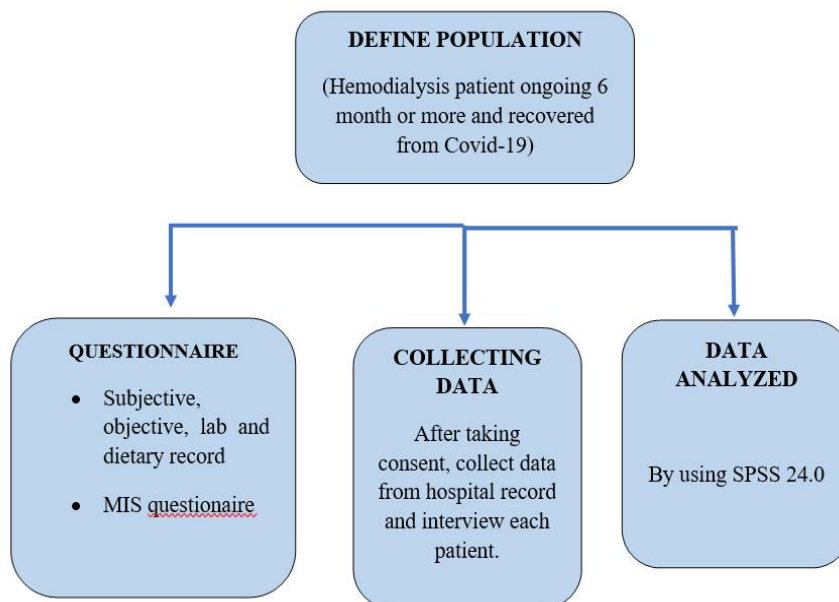 DEFINE POPULATION
(Hemodialysis patient ongoing 6
month or more and recovered
from Covid-19)
QUESTIONNAIRE
• Subjective,
objective, lab and
dietary record
• MIS questionaire
COLLECTING
DATA
After taking
consent, collect data
from hospital record
and interview each
patient.
DATA
ANALYZED
By using SPSS 24.0